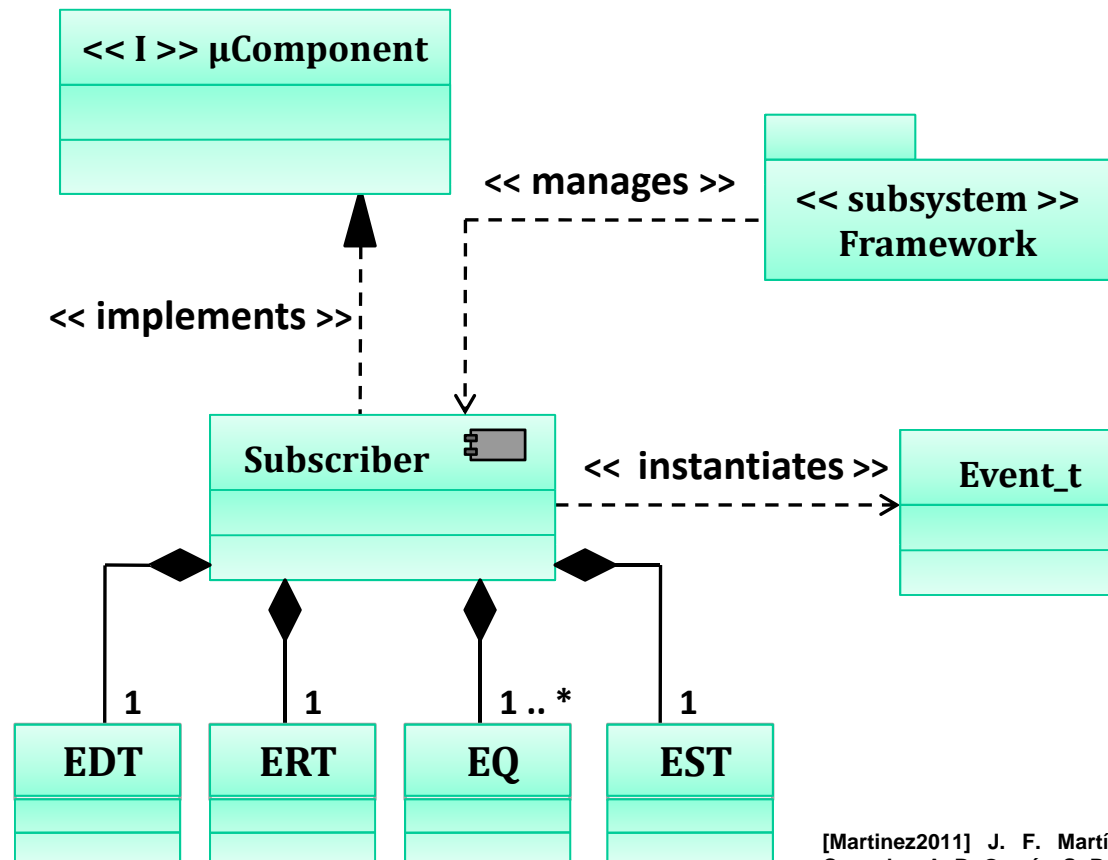 << I >> µComponent
<< manages >>
<< subsystem >>
Framework
<< implements >>
Subscriber
<< instantiates >>
Event_t
1
1
1 .. *
1
EDT
ERT
EQ
EST
[Martinez2011] J. F. Martí